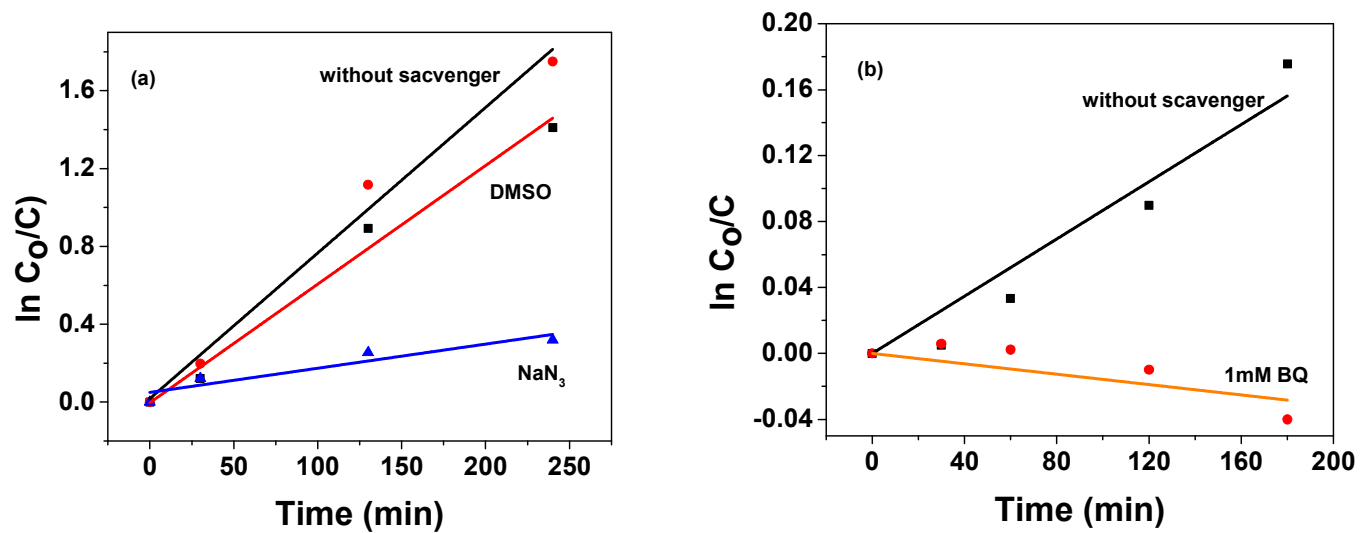 (a)
without sacvenger
DMSO
NaN₃
ln Co/C)
1.6
1.2
0.8
0.4
0.0
0 50 100 150 200 250
Time (min)
(b)
without scavenger
1mM BQ
ln Co/C
0.20
0.16
0.12
0.08
0.04
0.00
-0.04
0 40 80 120 160 200
Time (min)